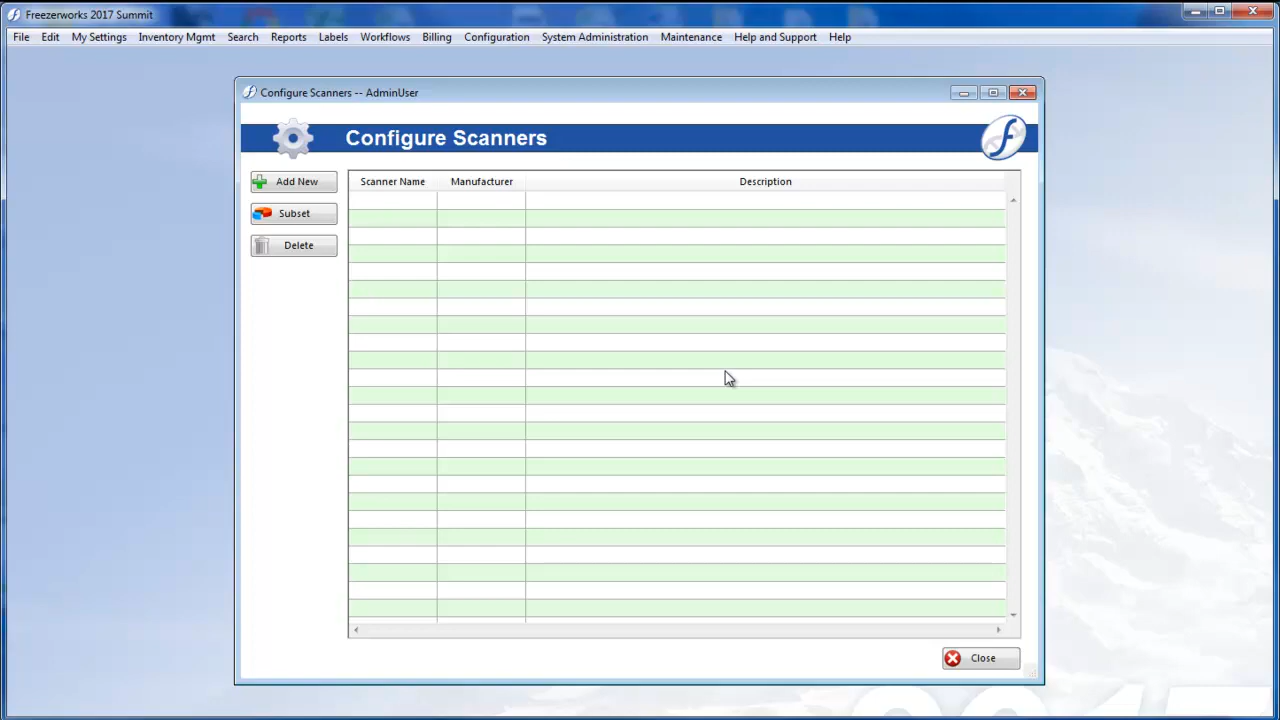 Freezerworks 2017 Summit
File Edit My Settings Inventory Mgmt Search Reports Labels Workflows Billing Configuration System Administration Maintenance Help and Support Help
Configure Scanners -- AdminUser
Configure Scanners
Add New
Subset
Delete
Scanner Name Manufacturer Description
Close